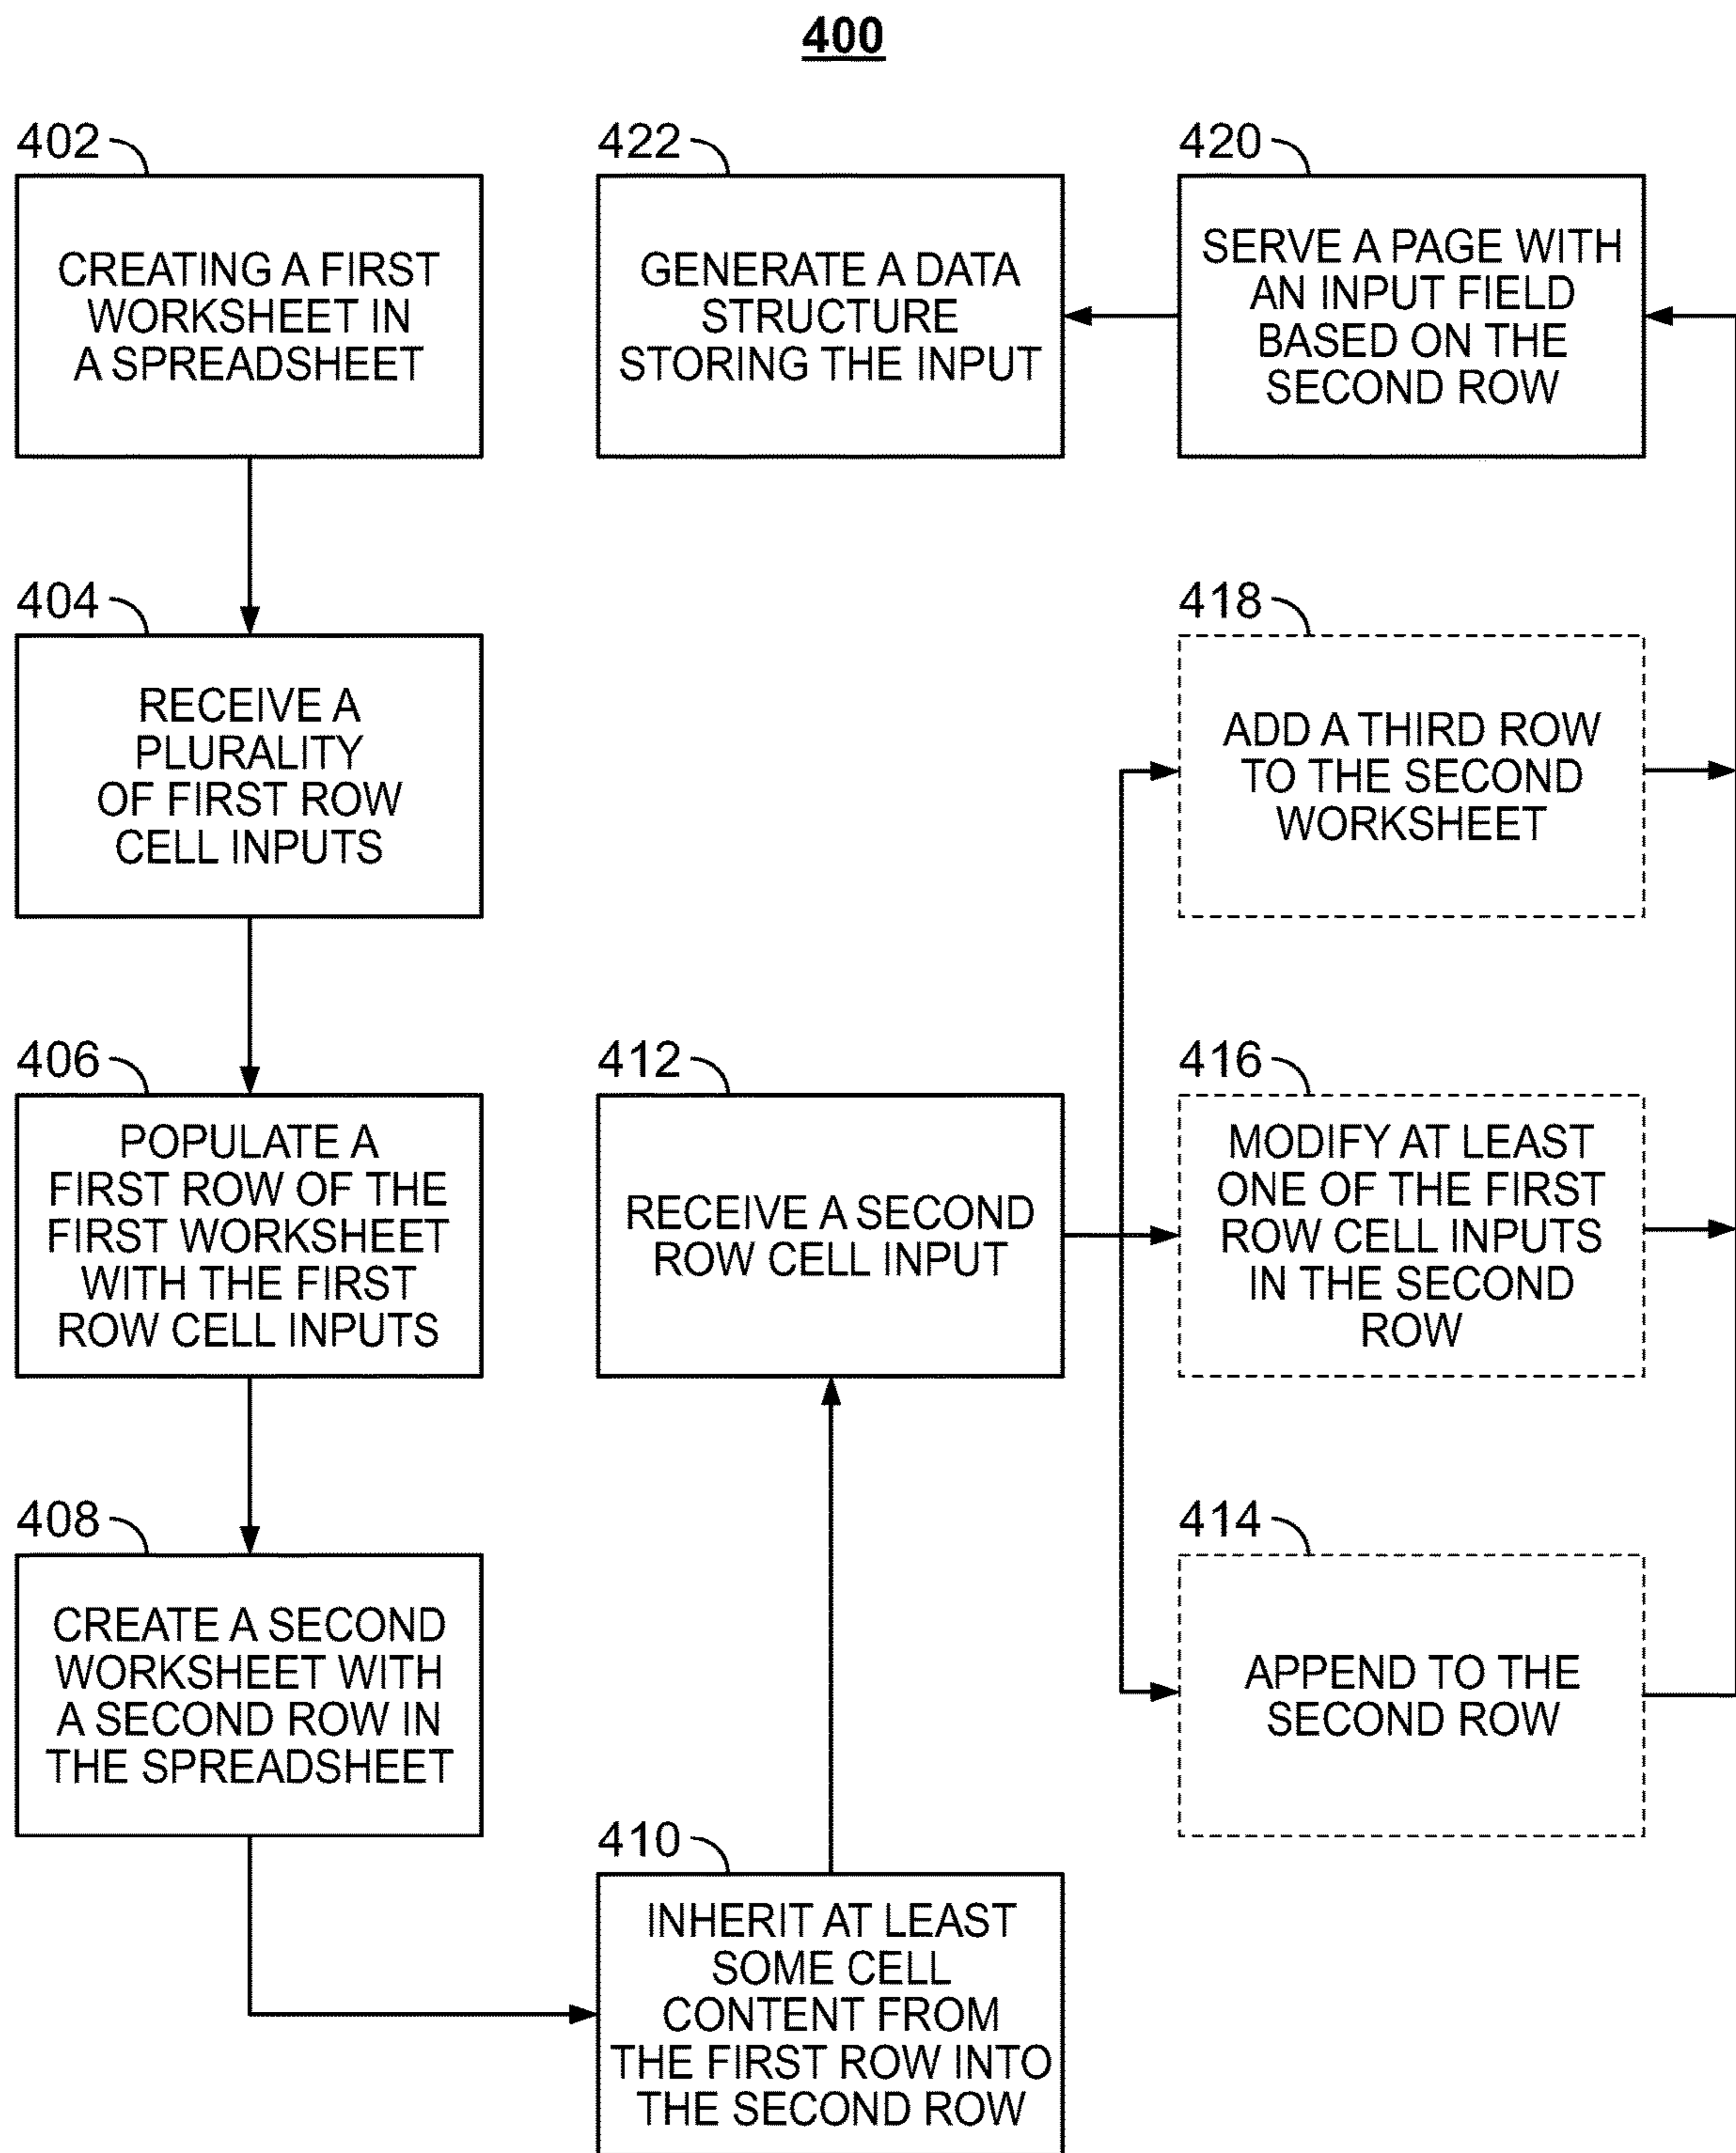 400
402
CREATING A FIRST
WORKSHEET IN
A SPREADSHEET
404
RECEIVE A
PLURALITY
OF FIRST ROW
CELL INPUTS
406
POPULATE A
FIRST ROW OF THE
FIRST WORKSHEET
WITH THE FIRST
ROW CELL INPUTS
408
CREATE A SECOND
WORKSHEET WITH
A SECOND ROW IN
THE SPREADSHEET
410
INHERIT AT LEAST
SOME CELL
CONTENT FROM
THE FIRST ROW INTO
THE SECOND ROW
412
RECEIVE A SECOND
ROW CELL INPUT
414
APPEND TO THE
SECOND ROW
416
MODIFY AT LEAST
ONE OF THE FIRST
ROW CELL INPUTS
IN THE SECOND
ROW
418
ADD A THIRD ROW
TO THE SECOND
WORKSHEET
420
SERVE A PAGE WITH
AN INPUT FIELD
BASED ON THE
SECOND ROW
422
GENERATE A DATA
STRUCTURE
STORING THE INPUT